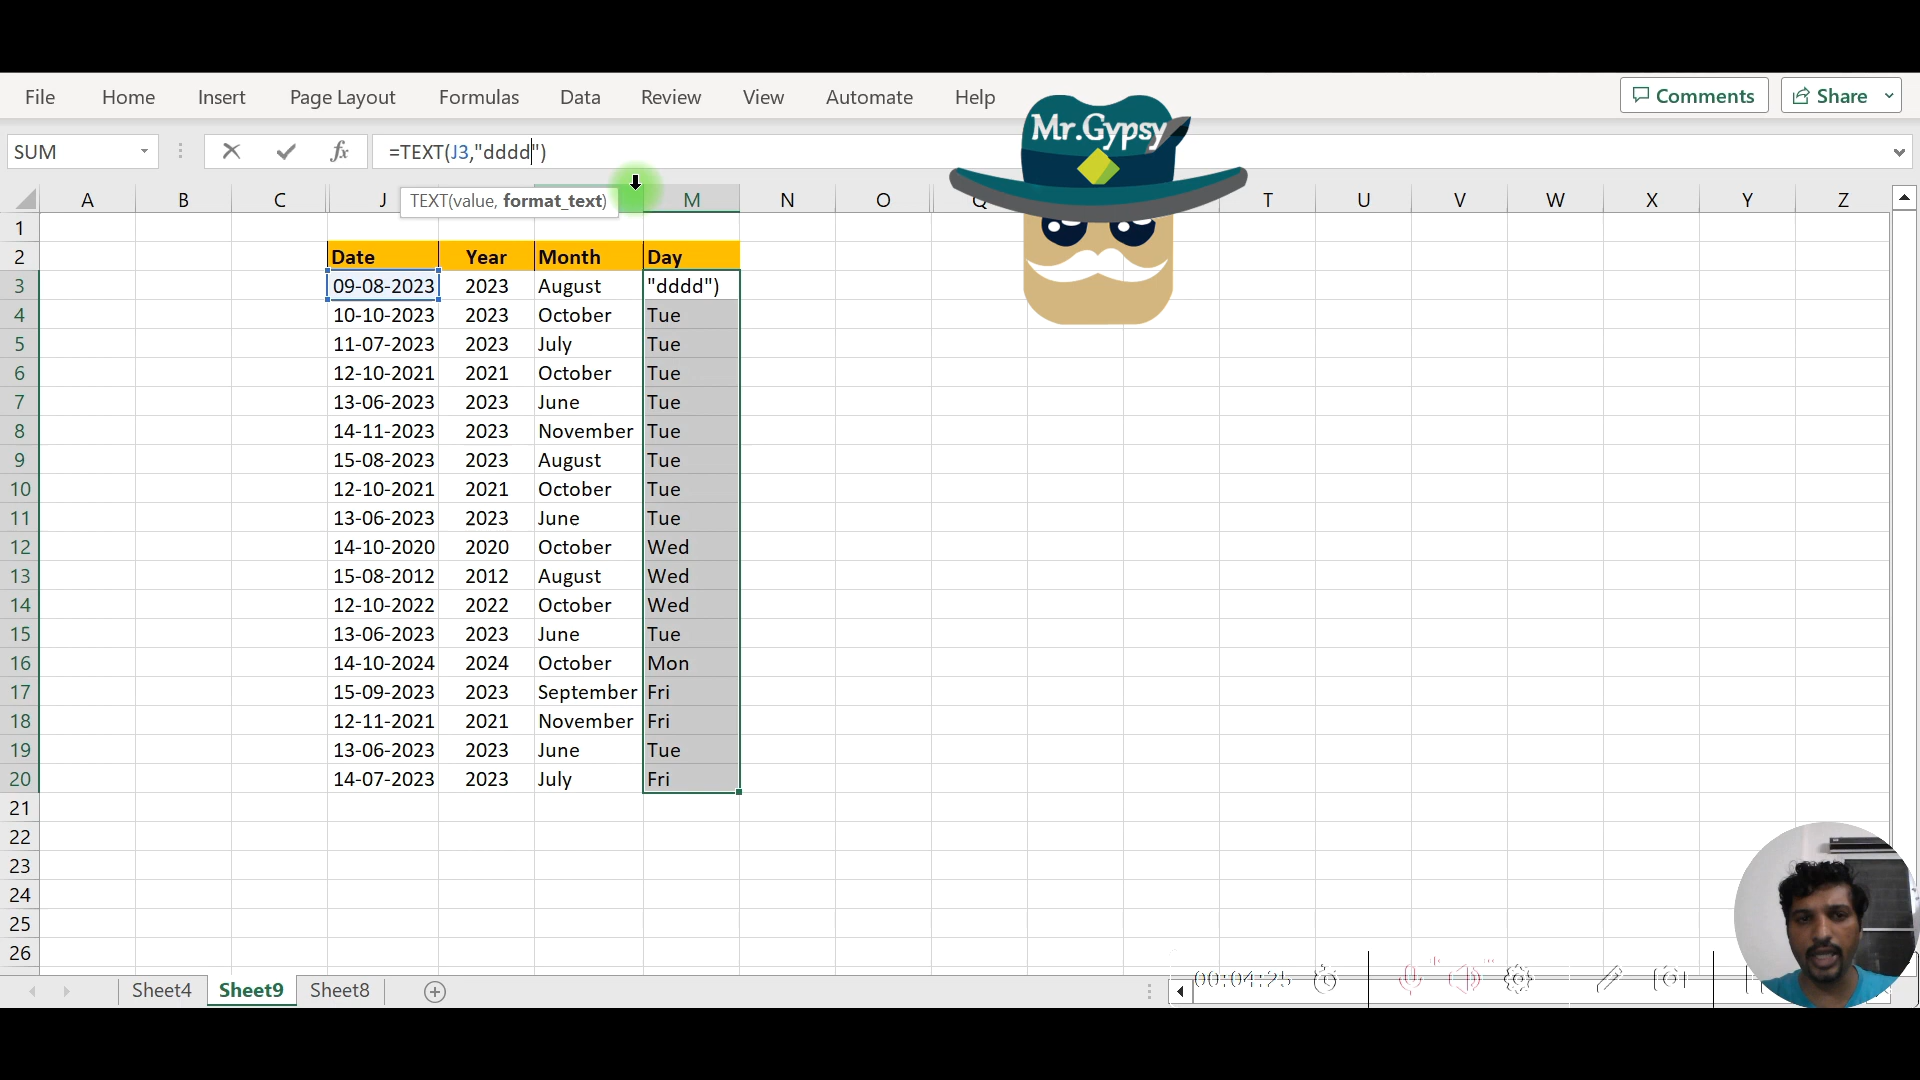 Mr.Gypsy
File Home Insert Page Layout Formulas Data Review View Automate Help Comments Share
SUM fx =TEXT(J3,"dddd")
TEXT(value, format_text)
A B C J M N O Q T U V W X Y Z
1
2 Date Year Month Day
3 09-08-2023 2023 August "dddd")
4 10-10-2023 2023 October Tue
5 11-07-2023 2023 July Tue
6 12-10-2021 2021 October Tue
7 13-06-2023 2023 June Tue
8 14-11-2023 2023 November Tue
9 15-08-2023 2023 August Tue
10 12-10-2021 2021 October Tue
11 13-06-2023 2023 June Tue
12 14-10-2020 2020 October Wed
13 15-08-2012 2012 August Wed
14 12-10-2022 2022 October Wed
15 13-06-2023 2023 June Tue
16 14-10-2024 2024 October Mon
17 15-09-2023 2023 September Fri
18 12-11-2021 2021 November Fri
19 13-06-2023 2023 June Tue
20 14-07-2023 2023 July Fri
21
22
23
24
25
26
Sheet4 Sheet9 Sheet8 00:04:25